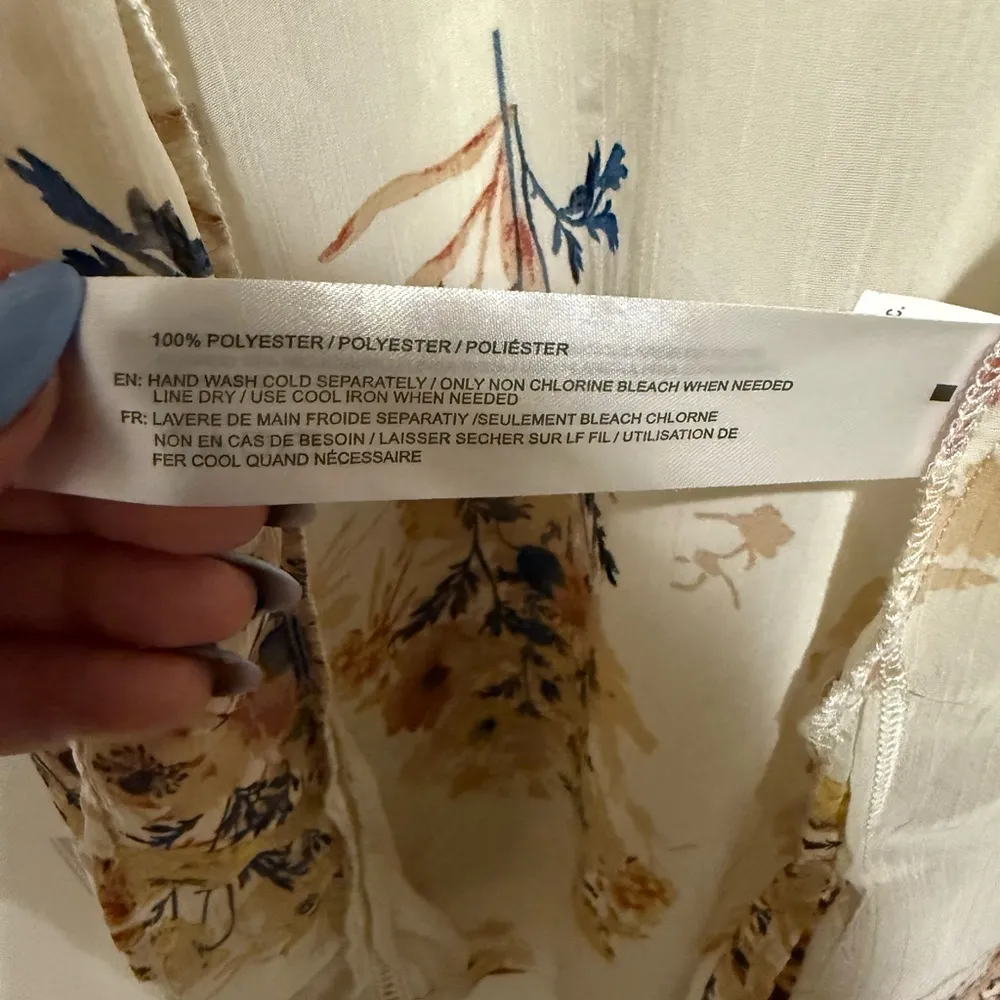 100% POLYESTER / POLYESTER / POLIÉSTER
EN: HAND WASH COLD SEPARATELY / ONLY NON CHLORINE BLEACH WHEN NEEDED
LINE DRY / USE COOL IRON WHEN NEEDED
FR: LAVERE DE MAIN FROIDE SEPARATIY /SEULEMENT BLEACH CHLORNE
NON EN CAS DE BESOIN / LAISSER SECHER SUR LF FIL / UTILISATION DE
FER COOL QUAND NÉCESSAIRE